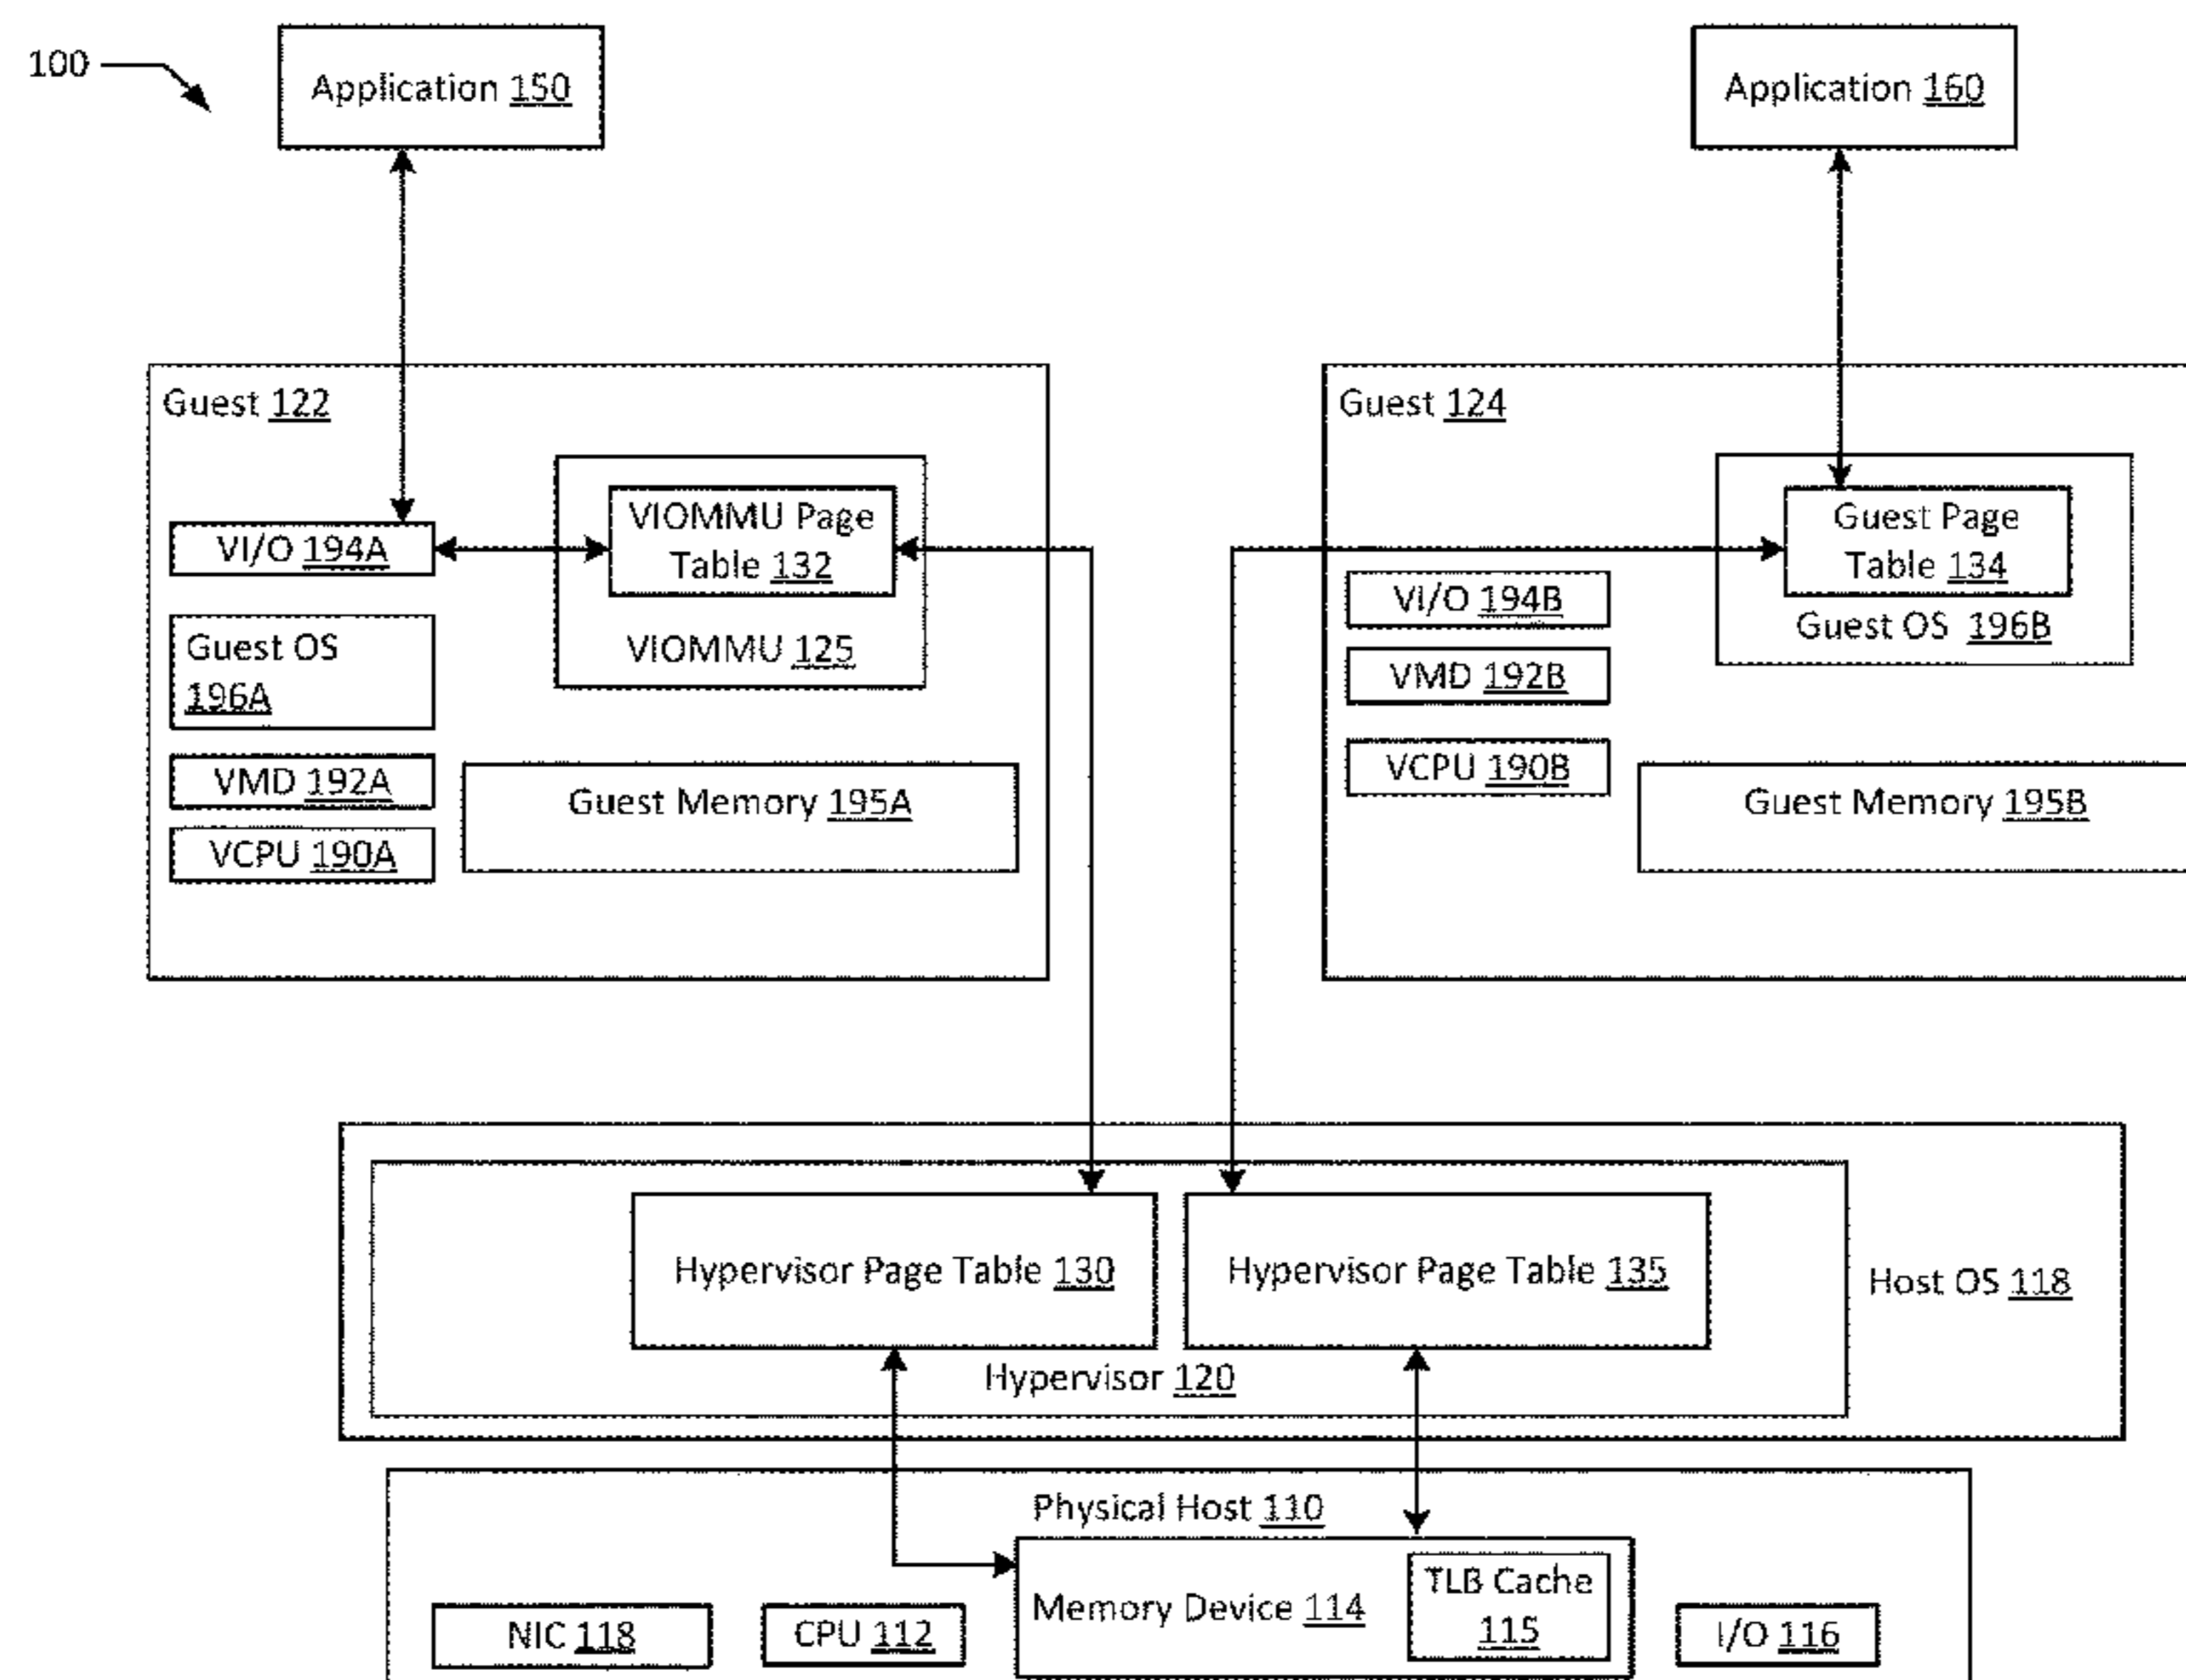 100
Application 150
Application 160
Guest 122
VI/O 194A
VIOMMU Page
Table 132
VIOMMU 125
Guest OS
196A
VMD 192A
VCPU 190A
Guest Memory 195A
Guest 124
Guest Page
Table 134
Guest OS 196B
VI/O 194B
VMD 192B
VCPU 190B
Guest Memory 195B
Hypervisor Page Table 130
Hypervisor Page Table 135
Hypervisor 120
Host OS 118
Physical Host 110
NIC 118
CPU 112
Memory Device 114
TLB Cache
115
I/O 116